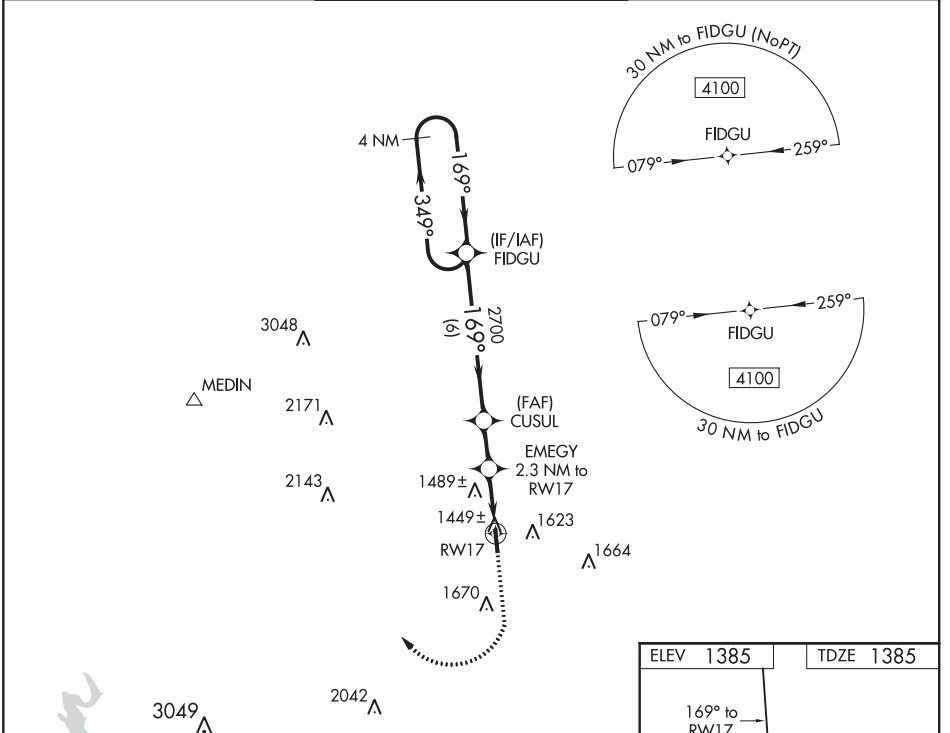 30 NM to FIDGU (NoPT)
4100
FIDGU
079°
259°
4 NM
169°
349°
(IF/IAF)
FIDGU
2700
169°
(6)
079°
259°
FIDGU
4100
30 NM to FIDGU
3048
MEDIN
2171
(FAF)
CUSUL
EMEGY
2.3 NM to
RW17
2143
1489±
1449±
RW17
1623
1664
1670
2042
3049
ELEV 1385
TDZE 1385
169° to
RW17